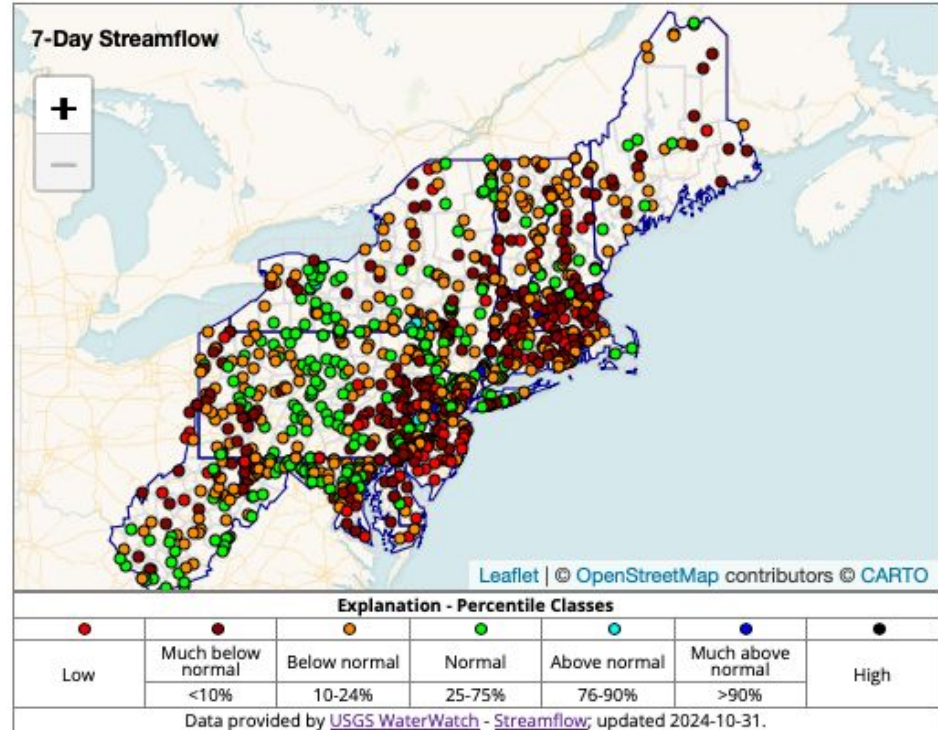 7-Day Streamflow
+
−
Leaflet | © OpenStreetMap contributors © CARTO
Explanation - Percentile Classes
Low
Much below normal
Below normal
Normal
Above normal
Much above normal
High
<10%
10-24%
25-75%
76-90%
>90%
Data provided by USGS WaterWatch - Streamflow; updated 2024-10-31.